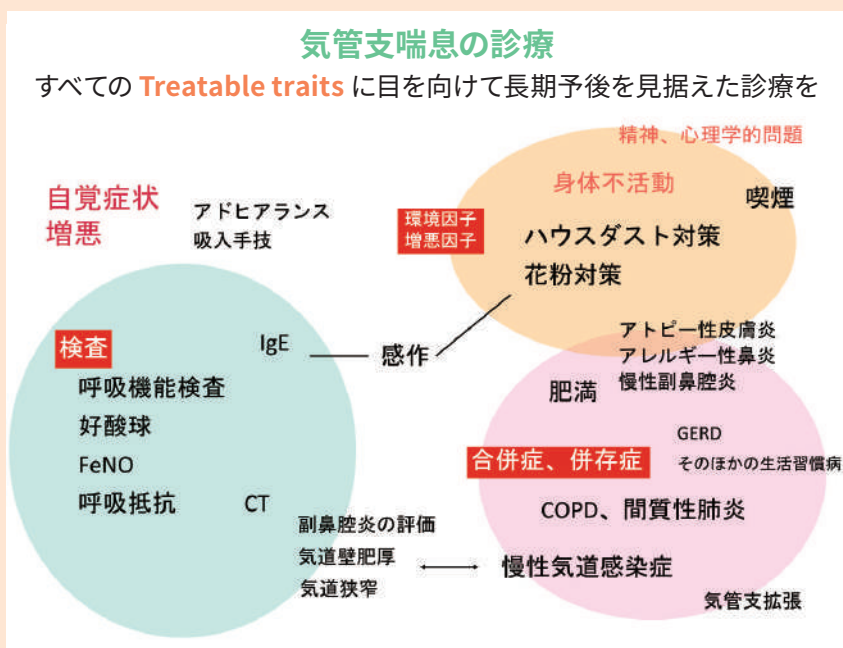 気管支喘息の診療
すべての Treatable traits に目を向けて長期予後を見据えた診療を
精神、心理学的問題
身体不活動
喫煙
自覚症状
増悪
アドヒアランス
吸入手技
環境因子
増悪因子
ハウスダスト対策
花粉対策
検査
IgE
感作
呼吸機能検査
好酸球
FeNO
呼吸抵抗
CT
副鼻腔炎の評価
気道壁肥厚
気道狭窄
アトピー性皮膚炎
アレルギー性鼻炎
慢性副鼻腔炎
肥満
GERD
そのほかの生活習慣病
合併症、併存症
COPD、間質性肺炎
慢性気道感染症
気管支拡張